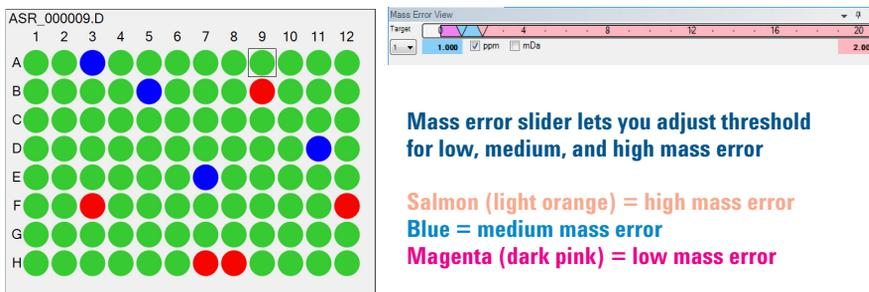 ASR_000009.D
1 2 3 4 5 6 7 8 9 10 11 12
A
B
C
D
E
F
G
H
Mass Error View
Target 0 4 8 12 16 20
1 1.000 ppm mDa 2.00
Mass error slider lets you adjust threshold
for low, medium, and high mass error
Salmon (light orange) = high mass error
Blue = medium mass error
Magenta (dark pink) = low mass error